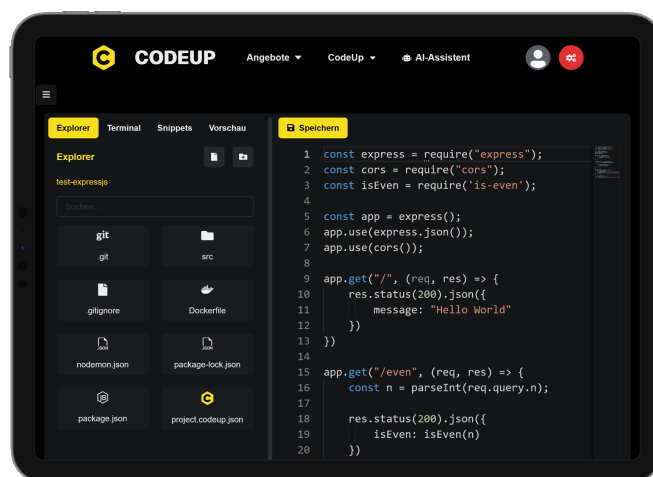 CODEUP
Angebote
CodeUp
AI-Assistent
Explorer Terminal Snippets Vorschau
Speichern
Explorer
test-expressjs
Suchen...
git
.git
src
.gitignore
Dockerfile
JSON
nodemon.json
JSON
package-lock.json
JS
package.json
project.codeup.json
1 const express = require("express");
2 const cors = require("cors");
3 const isEven = require('is-even');
4
5 const app = express();
6 app.use(express.json());
7 app.use(cors());
8
9 app.get("/", (req, res) => {
10 res.status(200).json({
11 message: "Hello World"
12 })
13 })
14
15 app.get("/even", (req, res) => {
16 const n = parseInt(req.query.n);
17
18 res.status(200).json({
19 isEven: isEven(n)
20 })